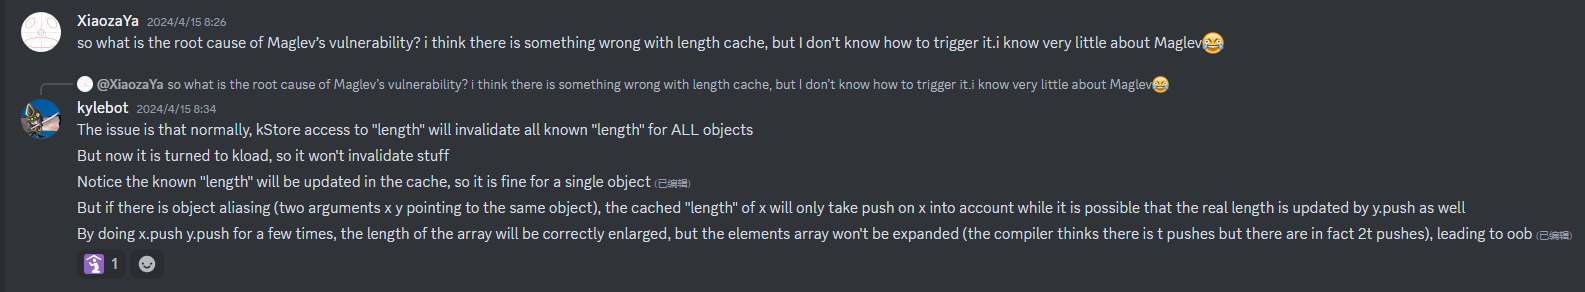 XiaozaYa 2024/4/15 8:26
so what is the root cause of Maglev’s vulnerability? i think there is something wrong with length cache, but I don’t know how to trigger it.i know very little about Maglev😂
@XiaozaYa so what is the root cause of Maglev’s vulnerability? i think there is something wrong with length cache, but I don’t know how to trigger it.i know very little about Maglev😂
kylebot 2024/4/15 8:34
The issue is that normally, kStore access to "length" will invalidate all known "length" for ALL objects
But now it is turned to kload, so it won't invalidate stuff
Notice the known "length" will be updated in the cache, so it is fine for a single object (已编辑)
But if there is object aliasing (two arguments x y pointing to the same object), the cached "length" of x will only take push on x into account while it is possible that the real length is updated by y.push as well
By doing x.push y.push for a few times, the length of the array will be correctly enlarged, but the elements array won't be expanded (the compiler thinks there is t pushes but there are in fact 2t pushes), leading to oob (已编辑)
1